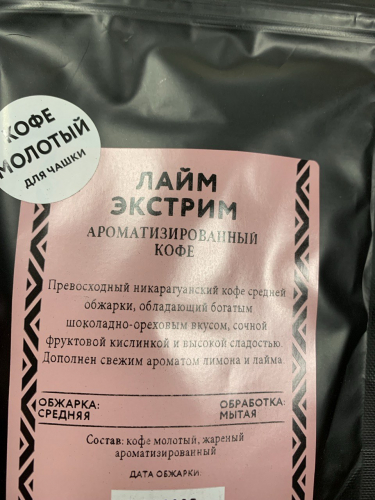 КОФЕ
МОЛОТЫЙ
ДЛЯ ЧАШКИ
ЛАЙМ
ЭКСТРИМ
АРОМАТИЗИРОВАННЫЙ
КОФЕ
Превосходный никарагуанский кофе средней
обжарки, обладающий богатым
шоколадно-ореховым вкусом, сочной
фруктовой кислинкой и высокой сладостью.
Дополнен свежим ароматом лимона и лайма.
ОБЖАРКА:
СРЕДНЯЯ
ОБРАБОТКА:
МЫТАЯ
Состав: кофе молотый, жареный
ароматизированный
ДАТА ОБЖАРКИ: